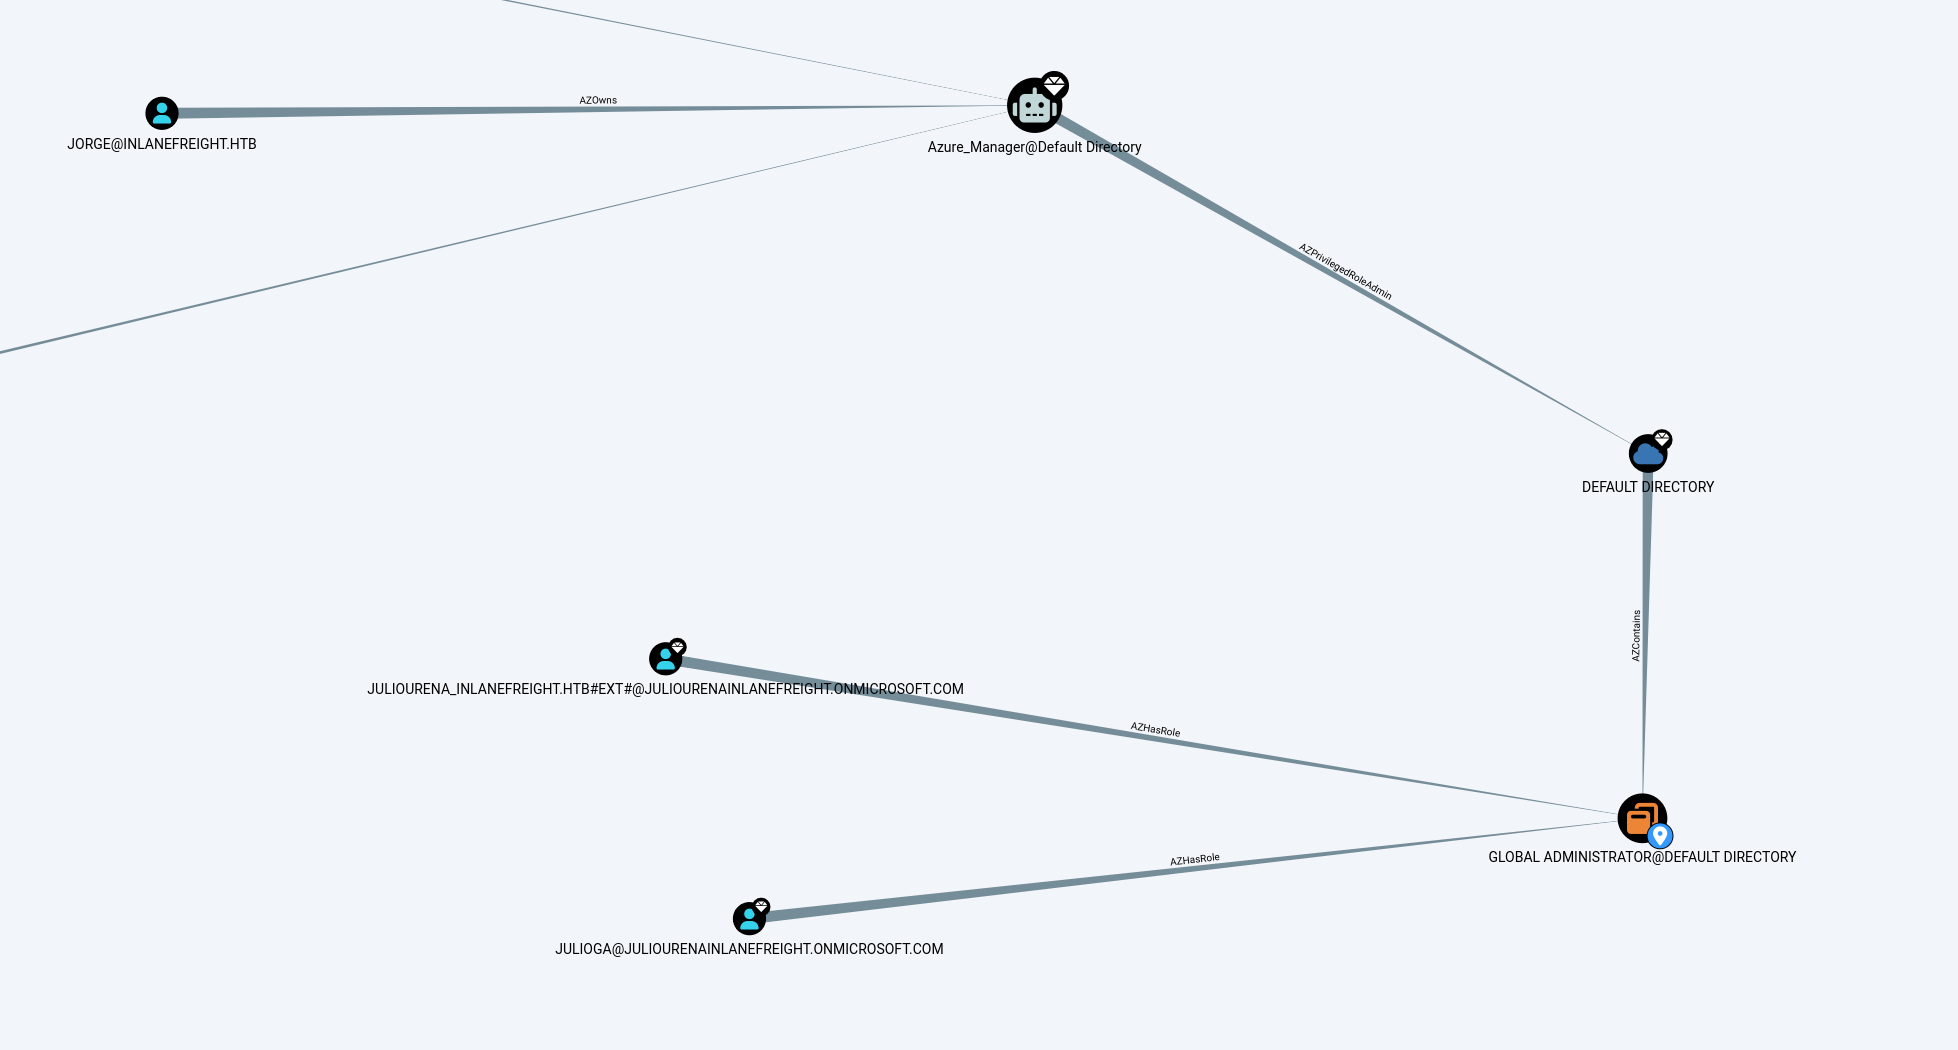 AZOwns
JORGE@INLANEFREIGHT.HTB
Azure_Manager@Default Directory
AZPrivilegedRoleAdmin
DEFAULT DIRECTORY
AZContains
JULIOURENA_INLANEFREIGHT.HTB#EXT#@JULIOURENAINLANEFREIGHT.ONMICROSOFT.COM
AZHasRole
GLOBAL ADMINISTRATOR@DEFAULT DIRECTORY
AZHasRole
JULIOGA@JULIOURENAINLANEFREIGHT.ONMICROSOFT.COM